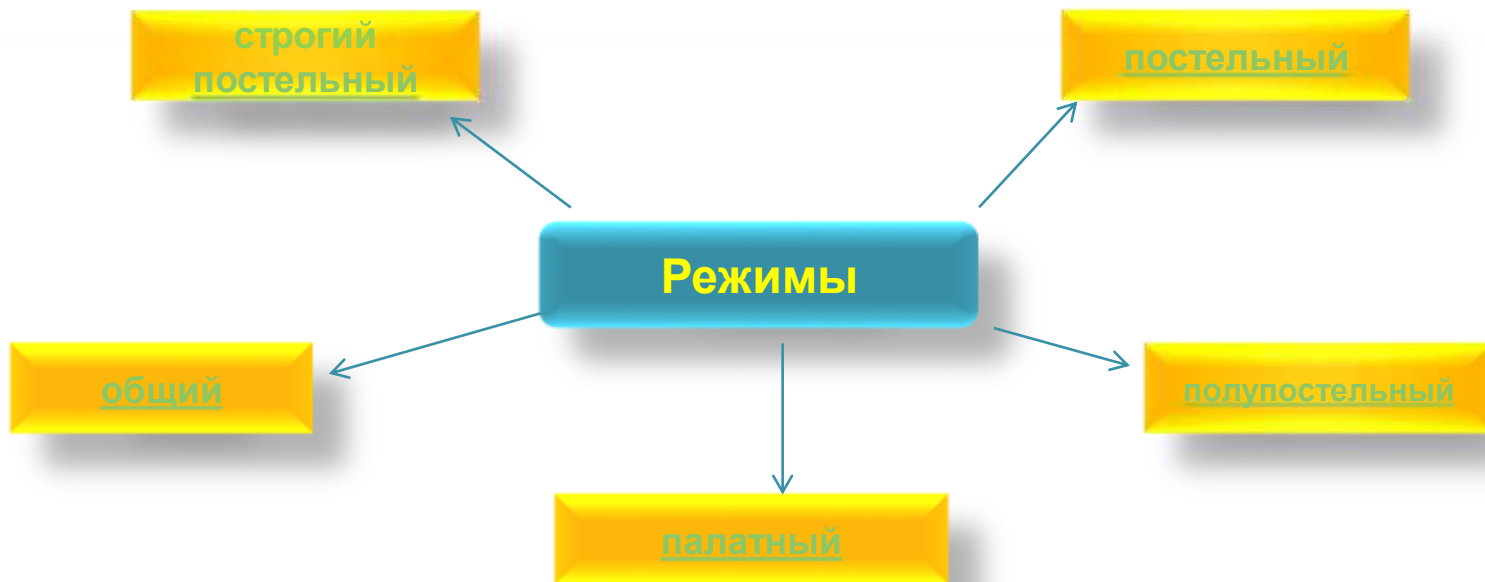 строгий
постельный
постельный
Режимы
общий
полупостельный
палатный